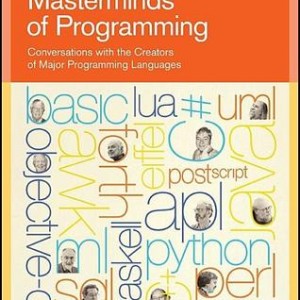 Masterminds
of Programming
Conversations with the Creators
of Major Programming Languages
basic
lua
#
uml
objective-c
awk
forth
eiffel
c
java
postscript
apl
ml
haskell
python
sql
c++
perl